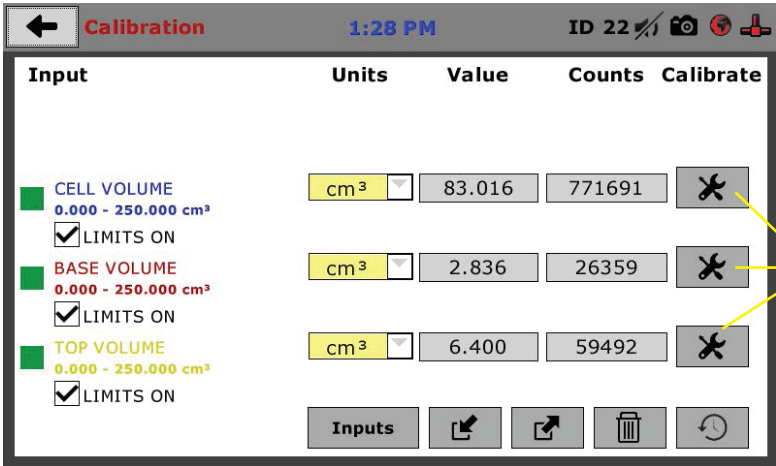 Calibration 1:28 PM ID 22
Input Units Value Counts Calibrate
CELL VOLUME cm³ 83.016 771691
0.000 - 250.000 cm³
LIMITS ON
BASE VOLUME cm³ 2.836 26359
0.000 - 250.000 cm³
LIMITS ON
TOP VOLUME cm³ 6.400 59492
0.000 - 250.000 cm³
LIMITS ON
Inputs